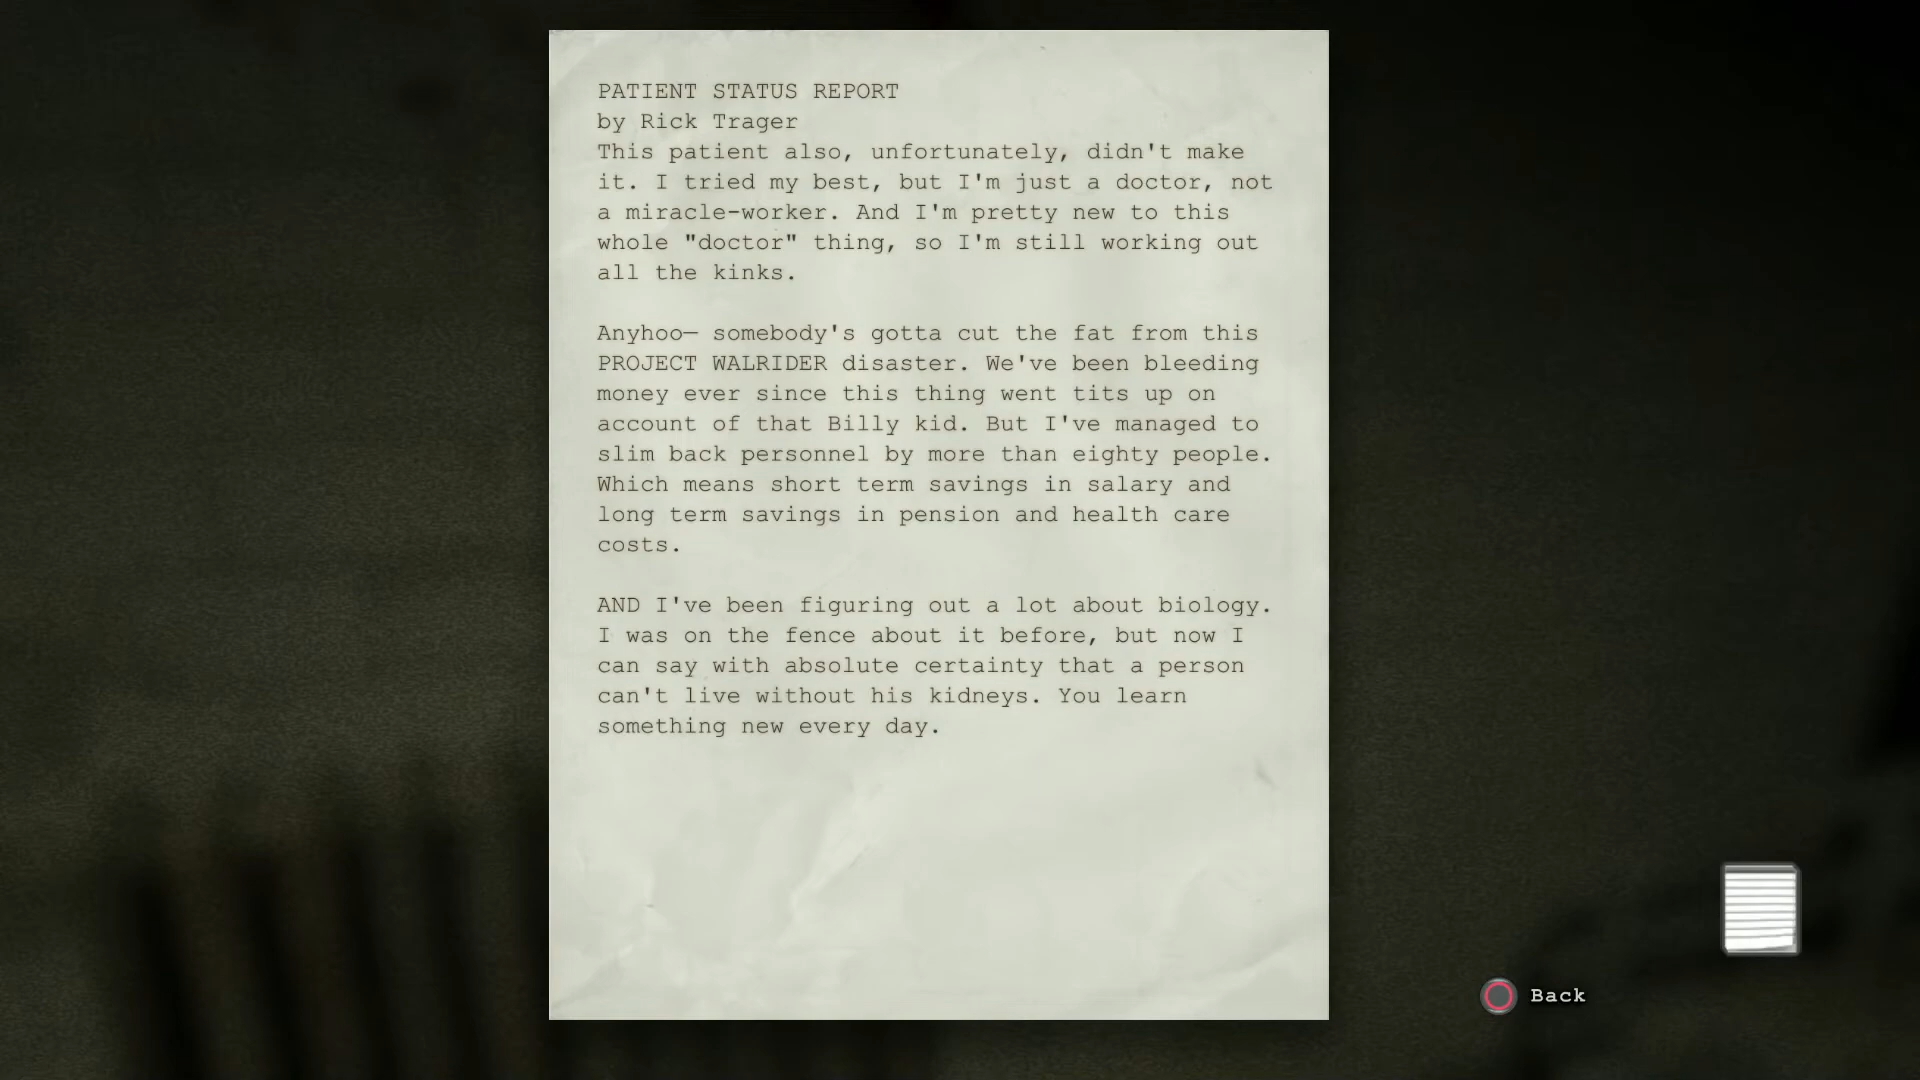 PATIENT STATUS REPORT
by Rick Trager
This patient also, unfortunately, didn't make
it. I tried my best, but I'm just a doctor, not
a miracle-worker. And I'm pretty new to this
whole "doctor" thing, so I'm still working out
all the kinks.
Anyhoo— somebody's gotta cut the fat from this
PROJECT WALRIDER disaster. We've been bleeding
money ever since this thing went tits up on
account of that Billy kid. But I've managed to
slim back personnel by more than eighty people.
Which means short term savings in salary and
long term savings in pension and health care
costs.
AND I've been figuring out a lot about biology.
I was on the fence about it before, but now I
can say with absolute certainty that a person
can't live without his kidneys. You learn
something new every day.
Back